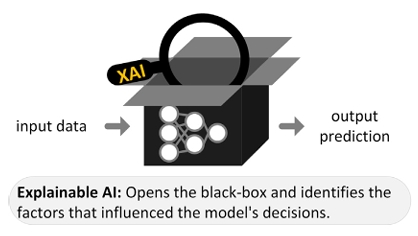 XAI
input data
output
prediction
Explainable AI: Opens the black-box and identifies the
factors that influenced the model's decisions.